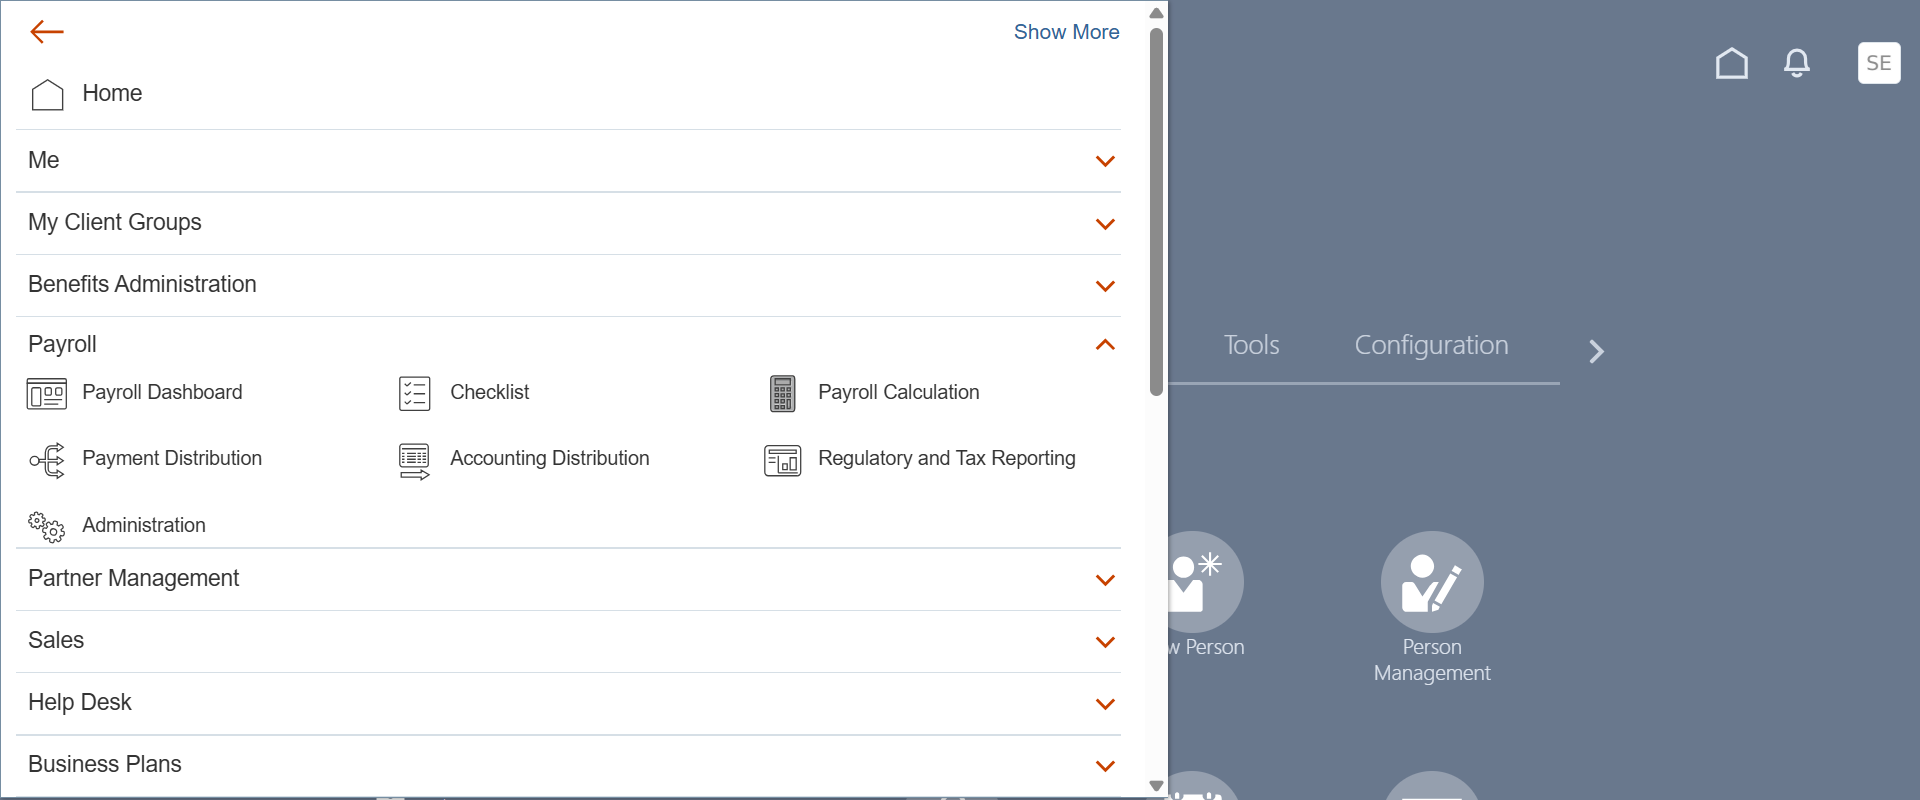 Show More
Home
Me
My Client Groups
Benefits Administration
Payroll
Payroll Dashboard
Checklist
Payroll Calculation
Payment Distribution
Accounting Distribution
Regulatory and Tax Reporting
Administration
Partner Management
Sales
Help Desk
Business Plans
SE
Tools
Configuration
w Person
Person
Management